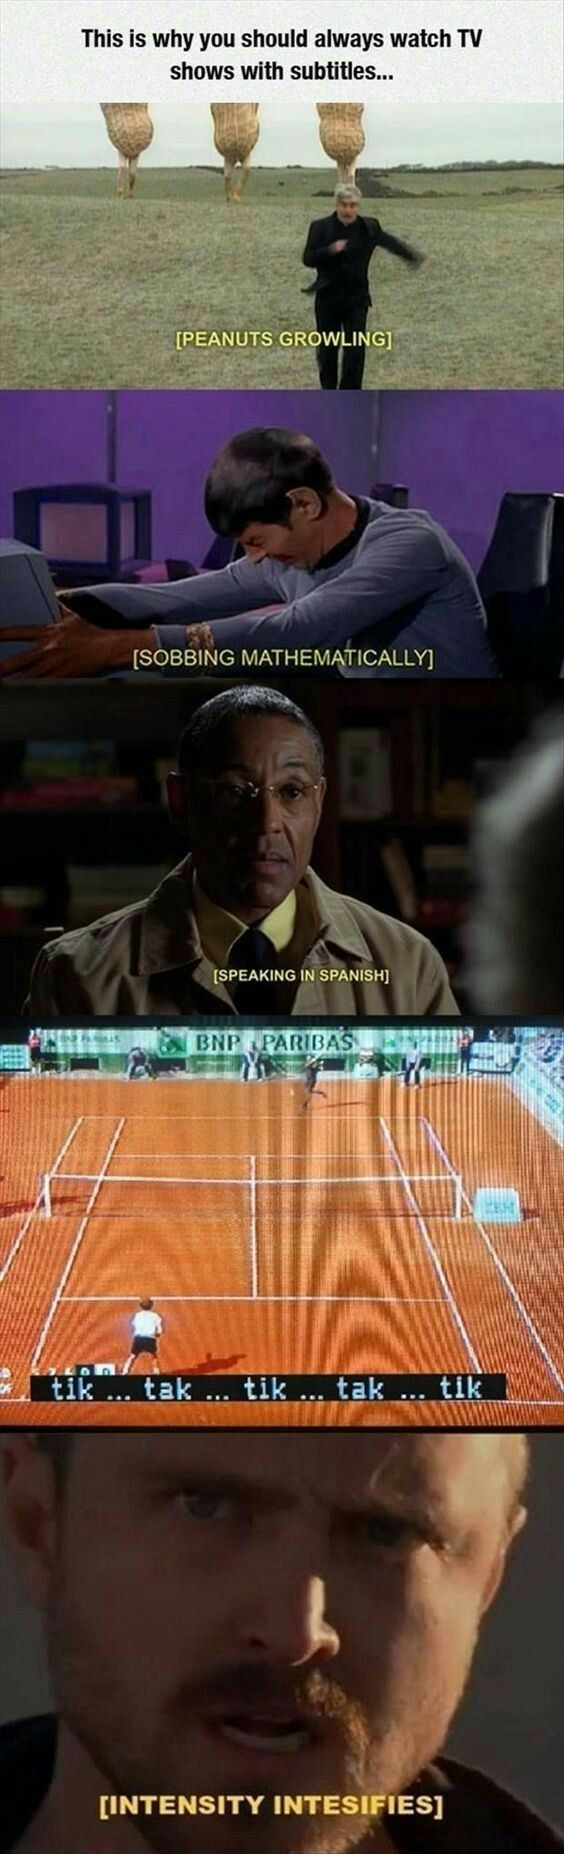 This is why you should always watch TV
shows with subtitles...
[PEANUTS GROWLING]
[SOBBING MATHEMATICALLY]
[SPEAKING IN SPANISH]
BNP PARIBAS
tik ... tak ... tik ... tak ... tik
[INTENSITY INTESIFIES]